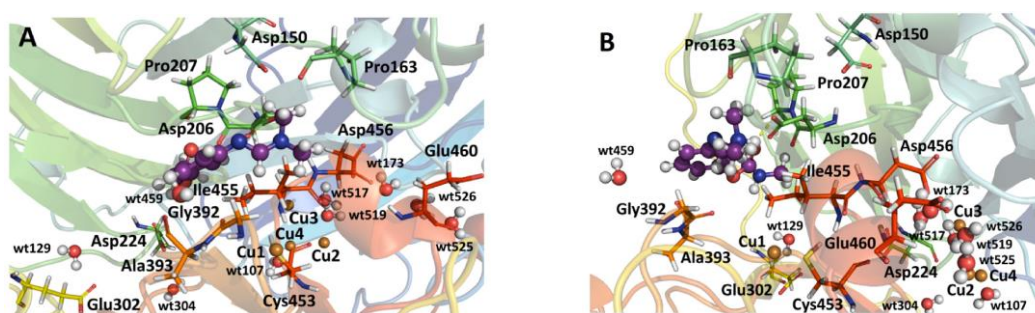 A
Asp150
Pro207
Pro163
Asp206
Asp456
wt173
Glu460
wt459
Ile455
wt517
wt526
Gly392
Cu3
wt519
Asp224
Cu4
wt129
Cu1
Cu2
wt525
Ala393
wt107
Glu302
wt304
Cys453
B
Pro163
Asp150
Pro207
Asp206
wt459
Asp456
Ile455
wt173
Gly392
Cu3
wt129
wt526
Cu1
wt517
wt519
Glu460
wt525
Ala393
Asp224
Cu4
Glu302
Cu2
Cys453
wt304
wt107